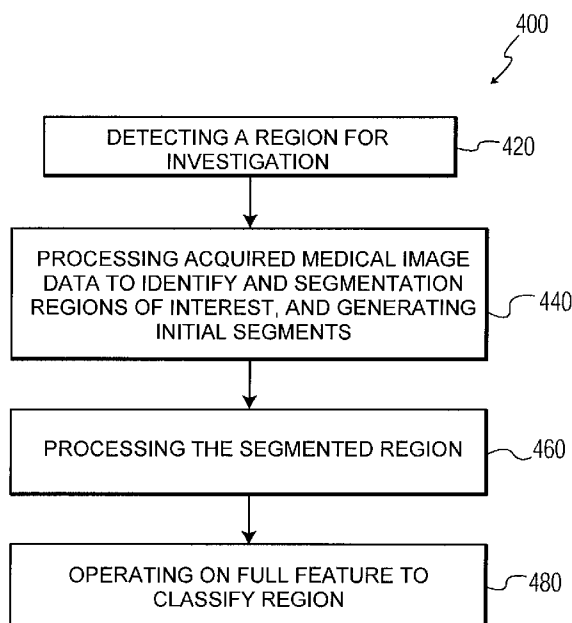 400
DETECTING A REGION FOR
INVESTIGATION
420
PROCESSING ACQUIRED MEDICAL IMAGE
DATA TO IDENTIFY AND SEGMENTATION
REGIONS OF INTEREST, AND GENERATING
INITIAL SEGMENTS
440
PROCESSING THE SEGMENTED REGION
460
OPERATING ON FULL FEATURE TO
CLASSIFY REGION
480